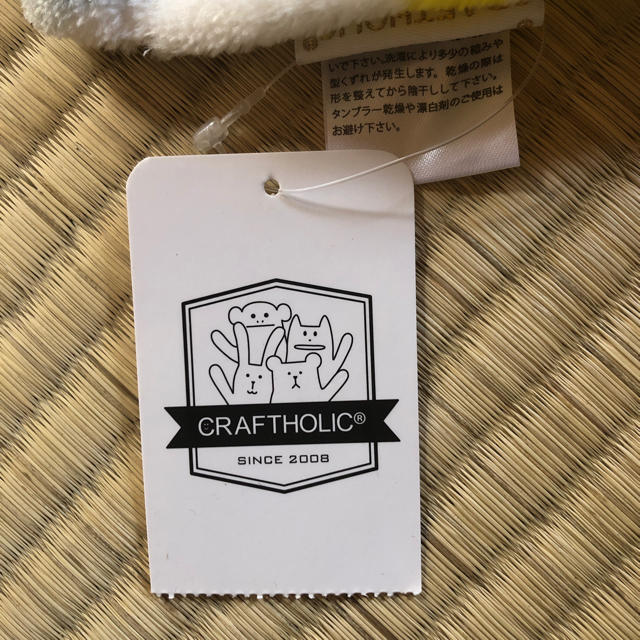 いで下さい。洗濯により多少の縮みや
型くずれが発生します。乾燥の際は
形を整えてから陰干しして下さい。
タンブラー乾燥や漂白剤のご使用は
お避け下さい。
CRAFTHOLIC®
SINCE 2008